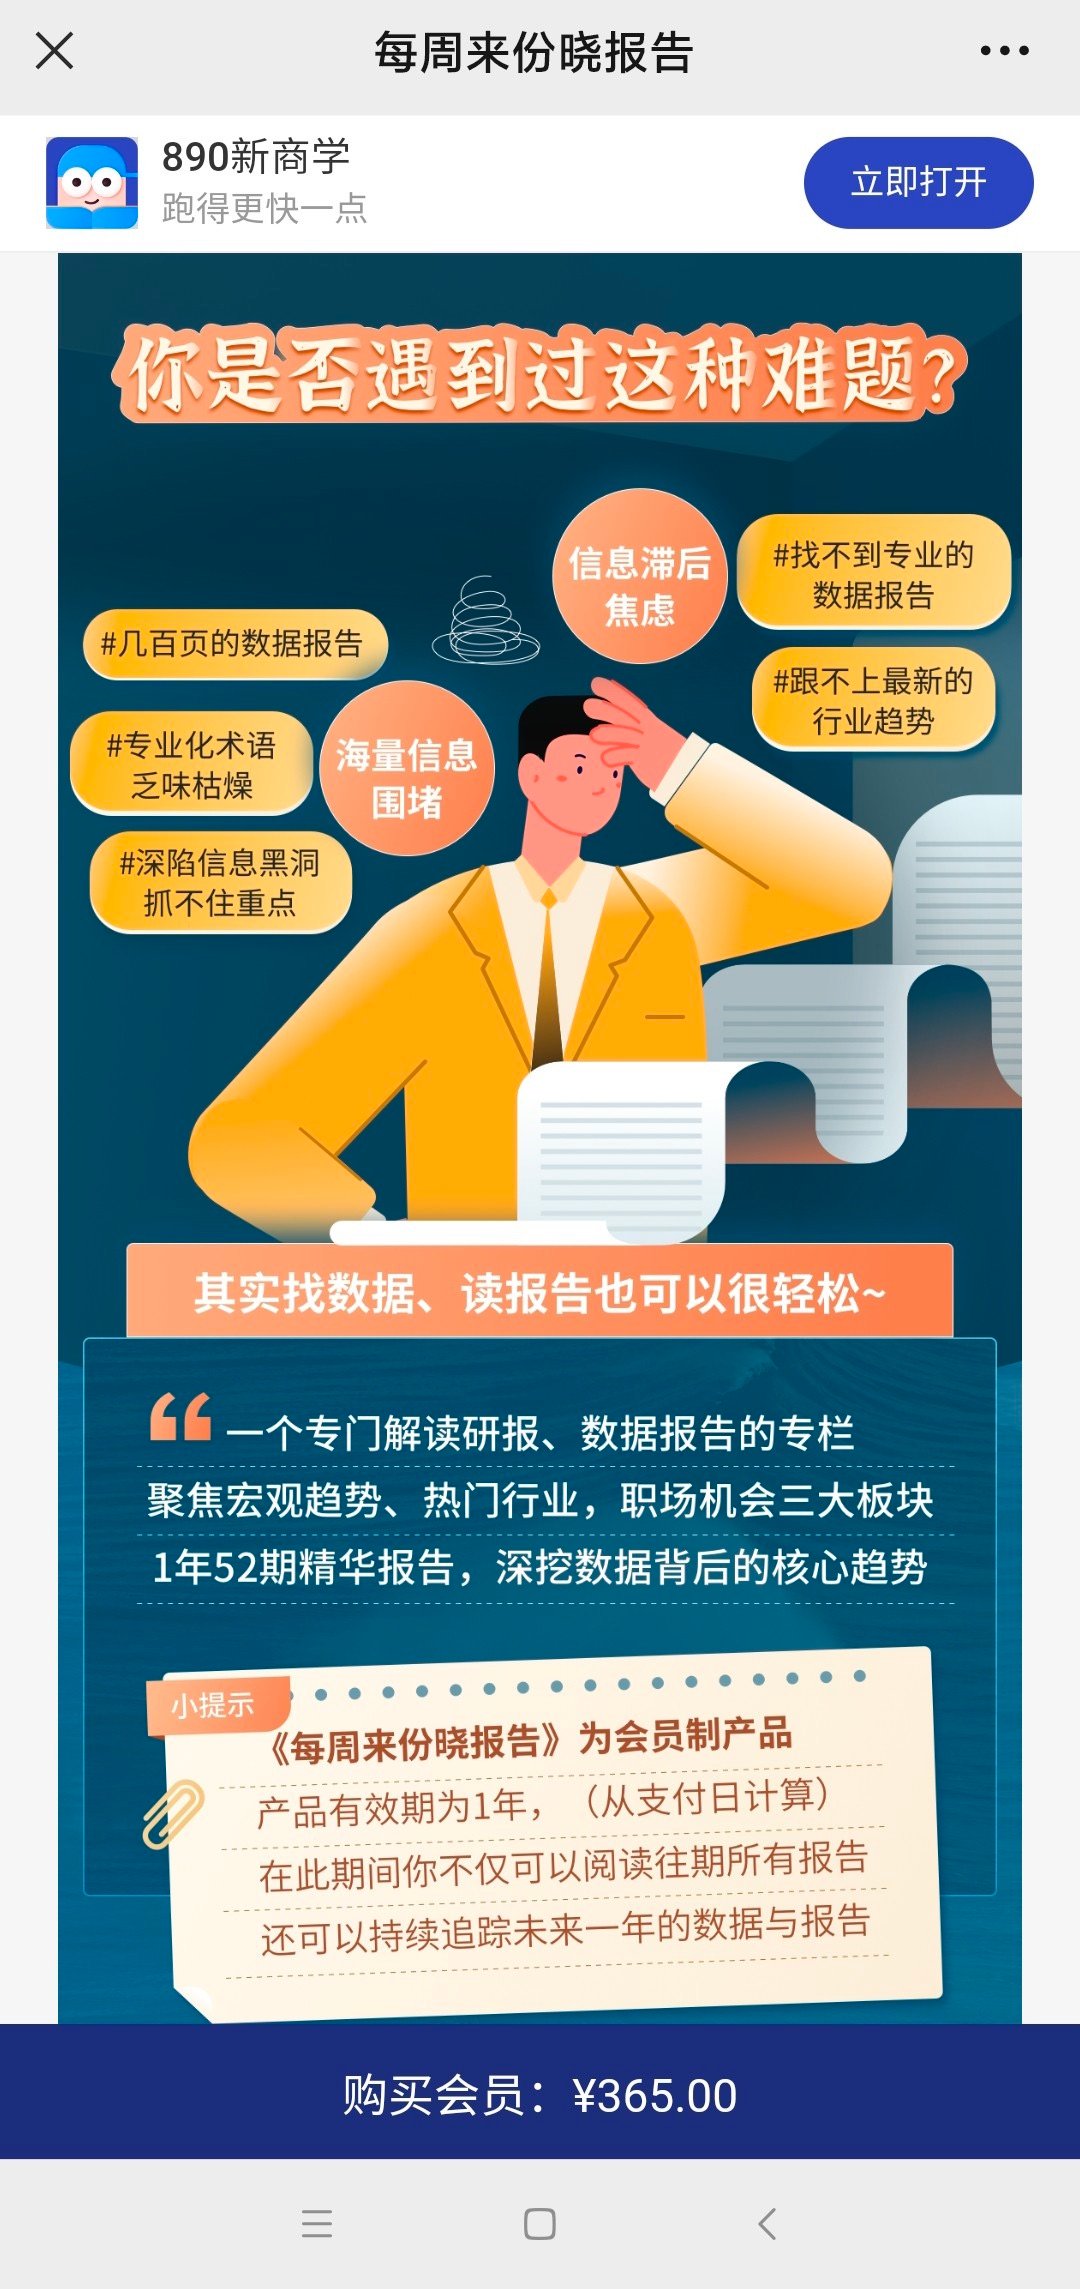 每周来份晓报告
890新商学
跑得更快一点
立即打开
你是否遇到过这种难题?
信息滞后
焦虑
#找不到专业的
数据报告
#跟不上最新的
行业趋势
#几百页的数据报告
海量信息
围堵
#专业化术语
乏味枯燥
#深陷信息黑洞
抓不住重点
其实找数据、读报告也可以很轻松~
“一个专门解读研报、数据报告的专栏
聚焦宏观趋势、热门行业，职场机会三大板块
1年52期精华报告，深挖数据背后的核心趋势
小提示
《每周来份晓报告》为会员制产品
产品有效期为1年，（从支付日计算）
在此期间你不仅可以阅读往期所有报告
还可以持续追踪未来一年的数据与报告
购买会员：¥365.00